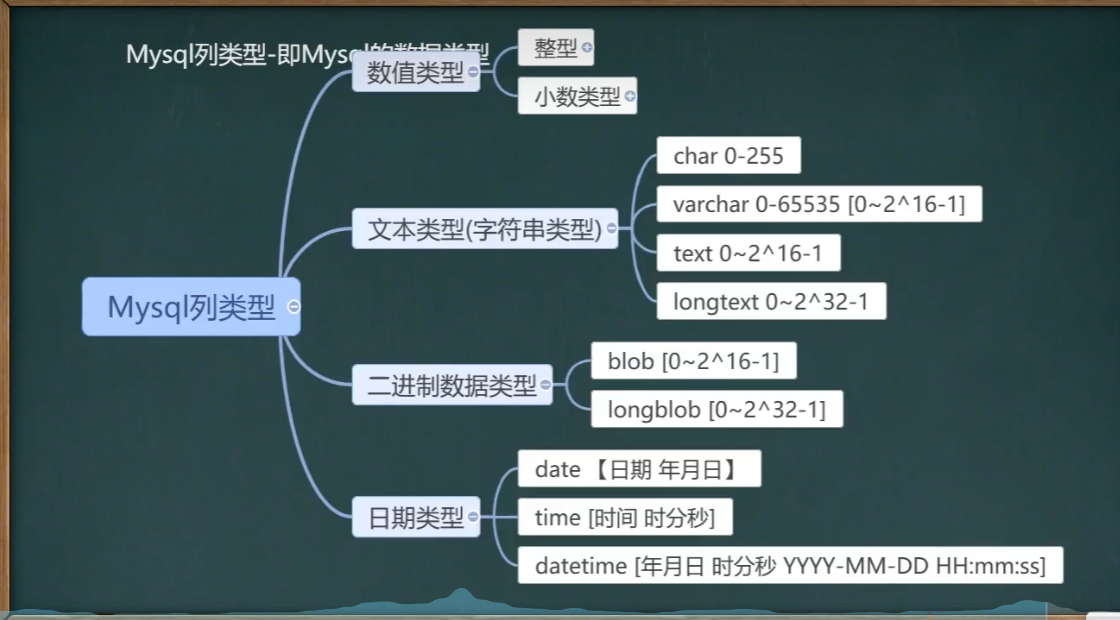 Mysql列类型-即Mysql的数据类型
数值类型
整型
小数类型
文本类型(字符串类型)
char 0-255
varchar 0-65535 [0~2^16-1]
text 0~2^16-1
longtext 0~2^32-1
Mysql列类型
二进制数据类型
blob [0~2^16-1]
longblob [0~2^32-1]
日期类型
date 【日期 年月日】
time [时间 时分秒]
datetime [年月日 时分秒 YYYY-MM-DD HH:mm:ss]